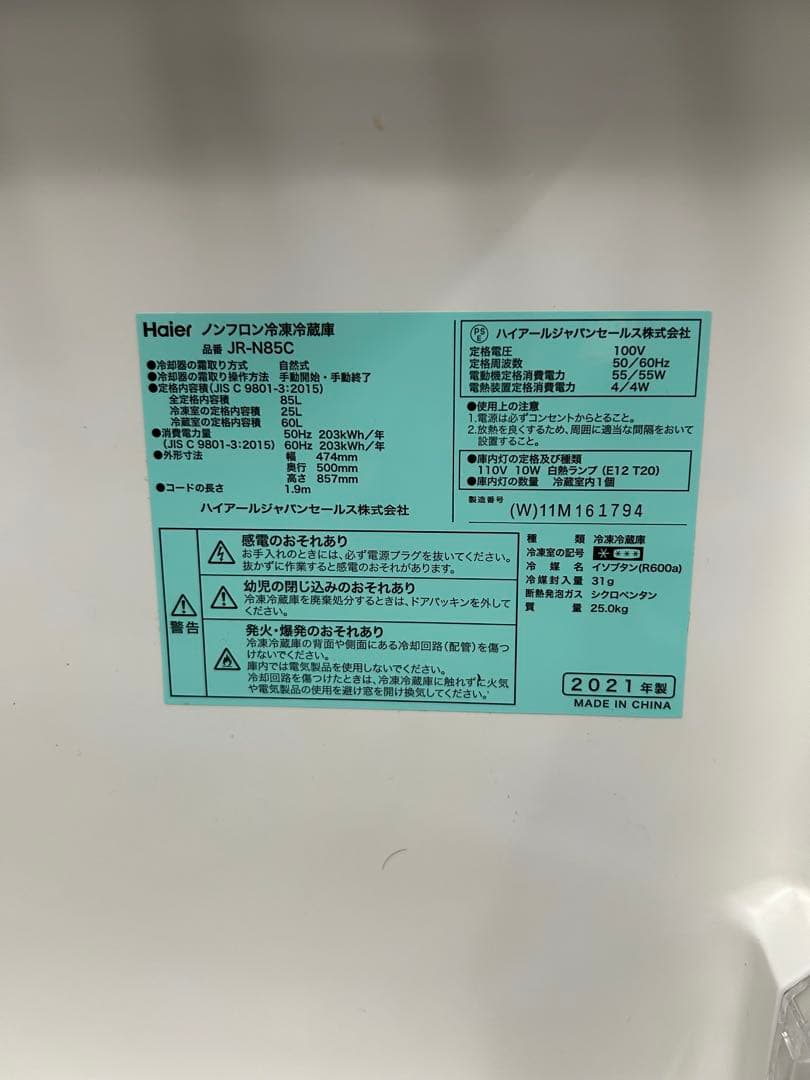 Haier ノンフロン冷凍冷蔵庫
品番 JR-N85C
●冷却器の霜取り方式 自然式
●冷却器の霜取り操作方法 手動開始・手動終了
●定格内容積(JIS C 9801-3:2015)
全定格内容積 85L
冷凍室の定格内容積 25L
冷蔵室の定格内容積 60L
●消費電力量 50Hz 203kWh/年
(JIS C 9801-3:2015) 60Hz 203kWh/年
●外形寸法 幅 474mm
奥行 500mm
高さ 857mm
●コードの長さ 1.9m
ハイアールジャパンセールス株式会社
PS
E ハイアールジャパンセールス株式会社
定格電圧 100V
定格周波数 50/60Hz
電動機定格消費電力 55/55W
電熱装置定格消費電力 4/4W
●使用上の注意
1.電源は必ずコンセントからとること。
2.放熱を良くするため、周囲に適当な間隔をおいて
設置すること。
●庫内灯の定格及び種類
110V 10W 白熱ランプ (E12 T20)
●庫内灯の数量 冷蔵室内1個
製造番号
(W)11M161794
警告
感電のおそれあり
お手入れのときには、必ず電源プラグを抜いてください。
抜かずに作業すると感電のおそれがあります。
幼児の閉じ込みのおそれあり
冷凍冷蔵庫を廃棄処分するときは、ドアパッキンを外して
ください。
発火・爆発のおそれあり
冷凍冷蔵庫の背面や側面にある冷却回路(配管)を傷つ
けないでください。
庫内では電気製品を使用しないでください。
冷却回路を傷つけたときは、冷凍冷蔵庫に触れずに火気
や電気製品の使用を避け窓を開け換気してください。
種類 冷凍冷蔵庫
冷凍室の記号
冷媒名 イソブタン(R600a)
冷媒封入量 31g
断熱発泡ガス シクロペンタン
質量 25.0kg
2021年製
MADE IN CHINA